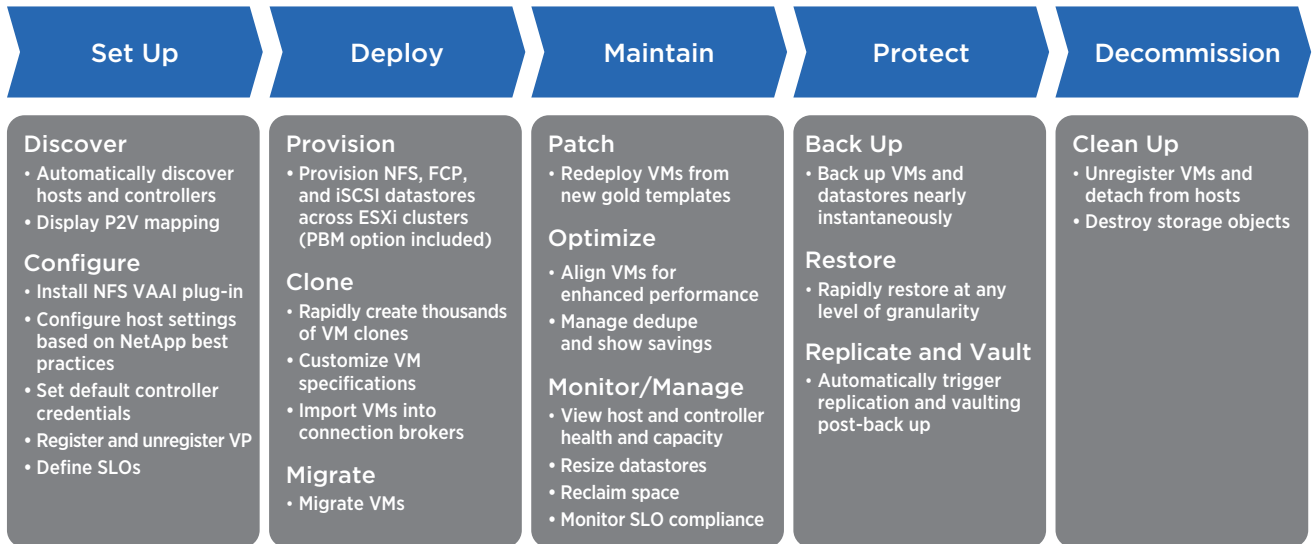 Set Up
Deploy
Maintain
Protect
Decommission
Discover
• Automatically discover
hosts and controllers
• Display P2V mapping
Configure
• Install NFS VAAI plug-in
• Configure host settings
based on NetApp best
practices
• Set default controller
credentials
• Register and unregister VP
• Define SLOs
Provision
• Provision NFS, FCP,
and iSCSI datastores
across ESXi clusters
(PBM option included)
Clone
• Rapidly create thousands
of VM clones
• Customize VM
specifications
• Import VMs into
connection brokers
Migrate
• Migrate VMs
Patch
• Redeploy VMs from
new gold templates
Optimize
• Align VMs for
enhanced performance
• Manage dedupe
and show savings
Monitor/Manage
• View host and controller
health and capacity
• Resize datastores
• Reclaim space
• Monitor SLO compliance
Back Up
• Back up VMs and
datastores nearly
instantaneously
Restore
• Rapidly restore at any
level of granularity
Replicate and Vault
• Automatically trigger
replication and vaulting
post-back up
Clean Up
• Unregister VMs and
detach from hosts
• Destroy storage objects